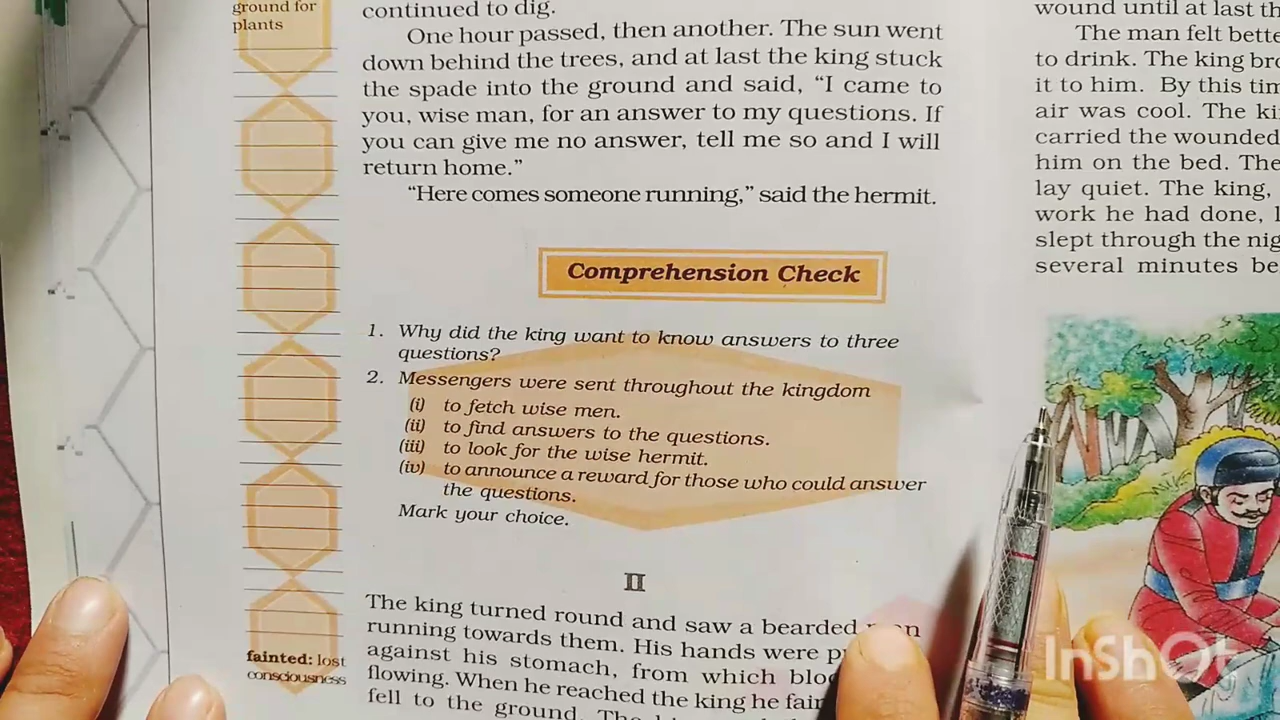 ground for
plants
continued to dig.
One hour passed, then another. The sun went
down behind the trees, and at last the king stuck
the spade into the ground and said, “I came to
you, wise man, for an answer to my questions. If
you can give me no answer, tell me so and I will
return home.”
“Here comes someone running,” said the hermit.
Comprehension Check
1. Why did the king want to know answers to three
questions?
2. Messengers were sent throughout the kingdom
(i) to fetch wise men.
(ii) to find answers to the questions.
(iii) to look for the wise hermit.
(iv) to announce a reward for those who could answer
the questions.
Mark your choice.
II
The king turned round and saw a bearded
running towards them. His hands were
against his stomach, from which
flowing. When he reached the king he
fell to the ground.
fainted: lost
consciousness
wound until at last
The man felt
to drink. The king
it to him. By this
air was cool. The
carried the wounded
him on the bed.
lay quiet. The king,
work he had done,
slept through the
several minutes
InShOt